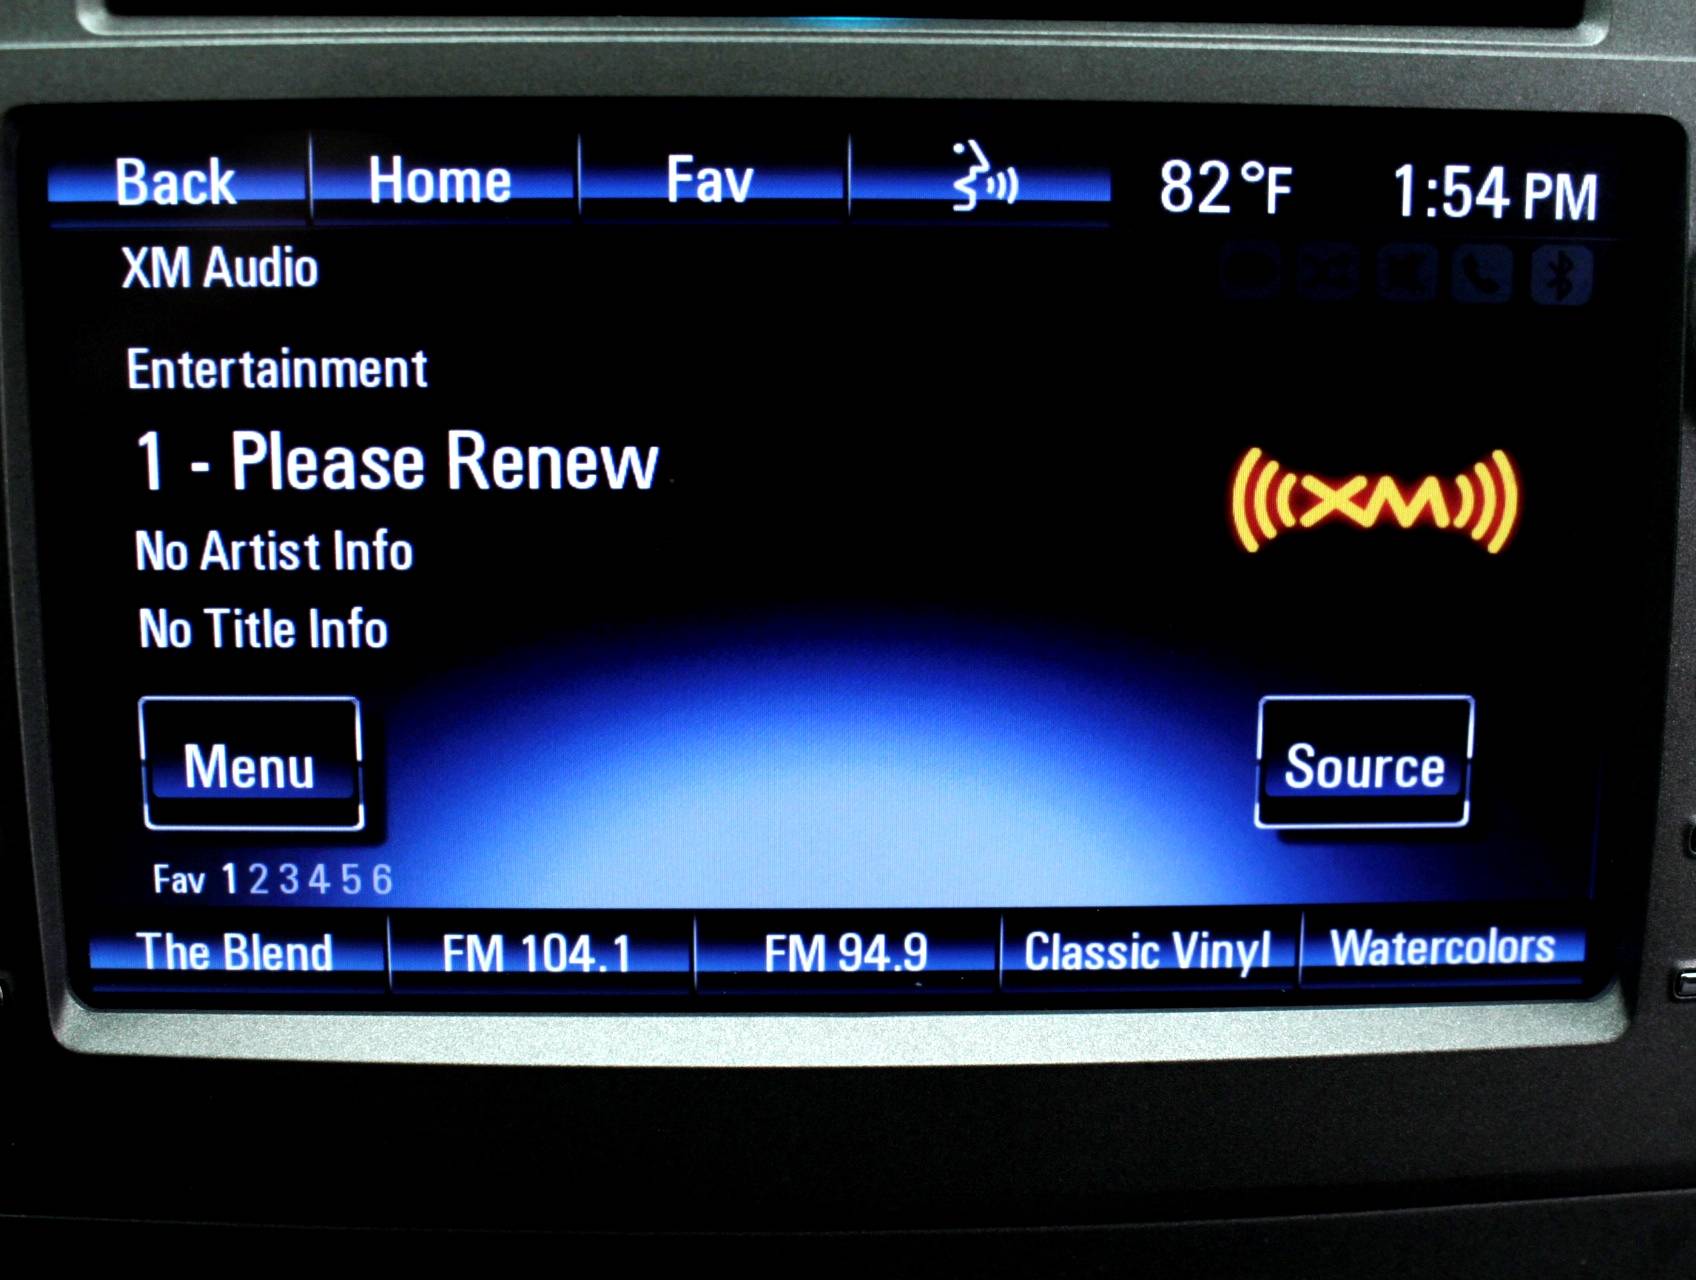 Back Home Fav 82°F 1:54 PM
XM Audio
Entertainment
1 - Please Renew
XM
No Artist Info
No Title Info
Menu Source
Fav 1 2 3 4 5 6
The Blend FM 104.1 FM 94.9 Classic Vinyl Watercolors